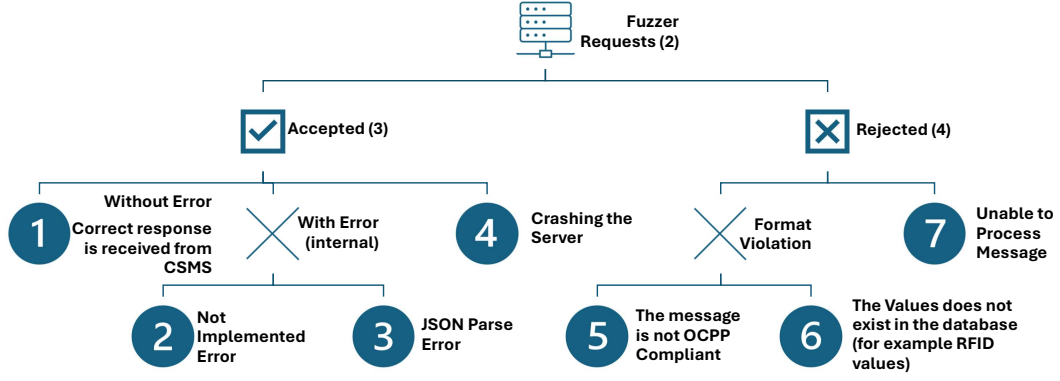 Fuzzer
Requests (2)
Accepted (3)
Rejected (4)
1
Without Error
Correct response
is received from
CSMS
With Error
(internal)
4
Crashing the
Server
Format
Violation
7
Unable to
Process
Message
2
Not
Implemented
Error
3
JSON Parse
Error
5
The message
is not OCPP
Compliant
6
The Values does not
exist in the database
(for example RFID
values)